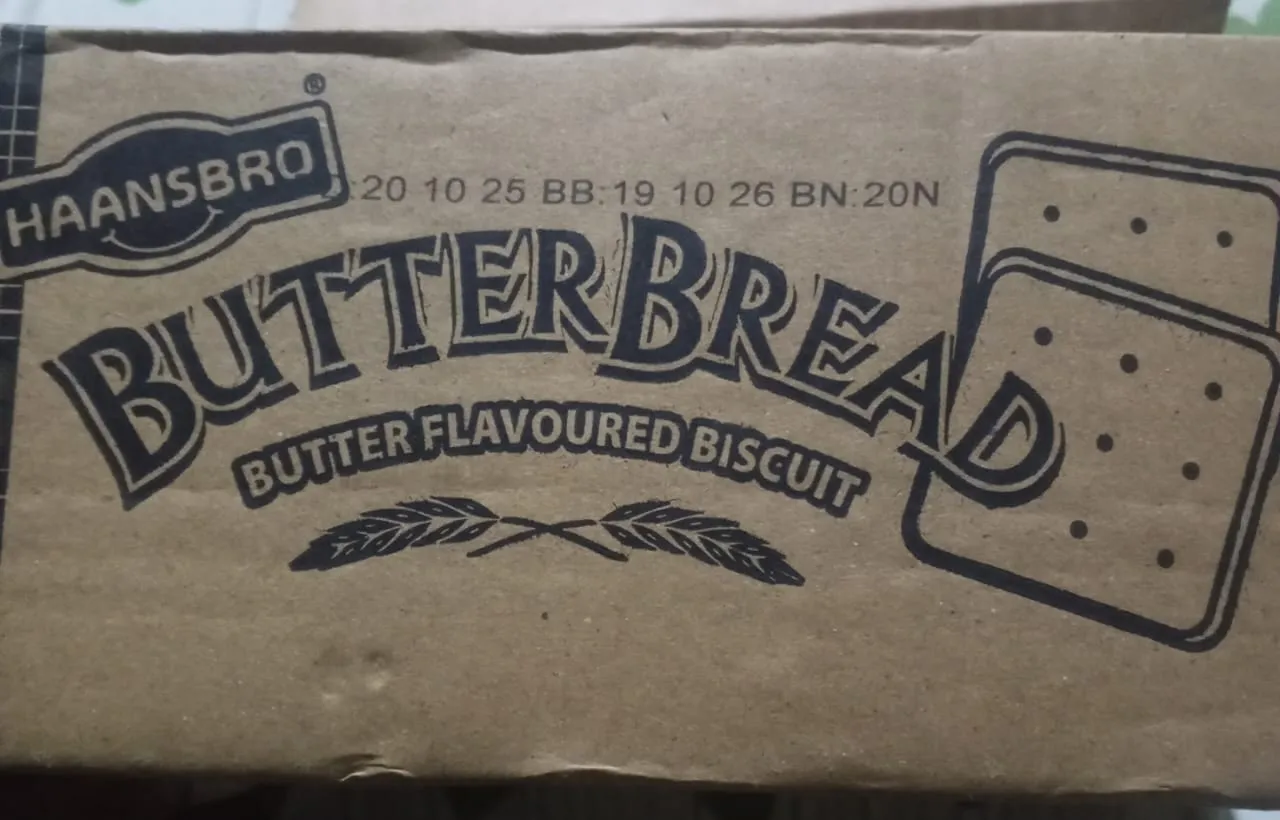 ®
HAANSBRO
:20 10 25 BB:19 10 26 BN:20N
BUTTERBREAD
BUTTER FLAVOURED BISCUIT